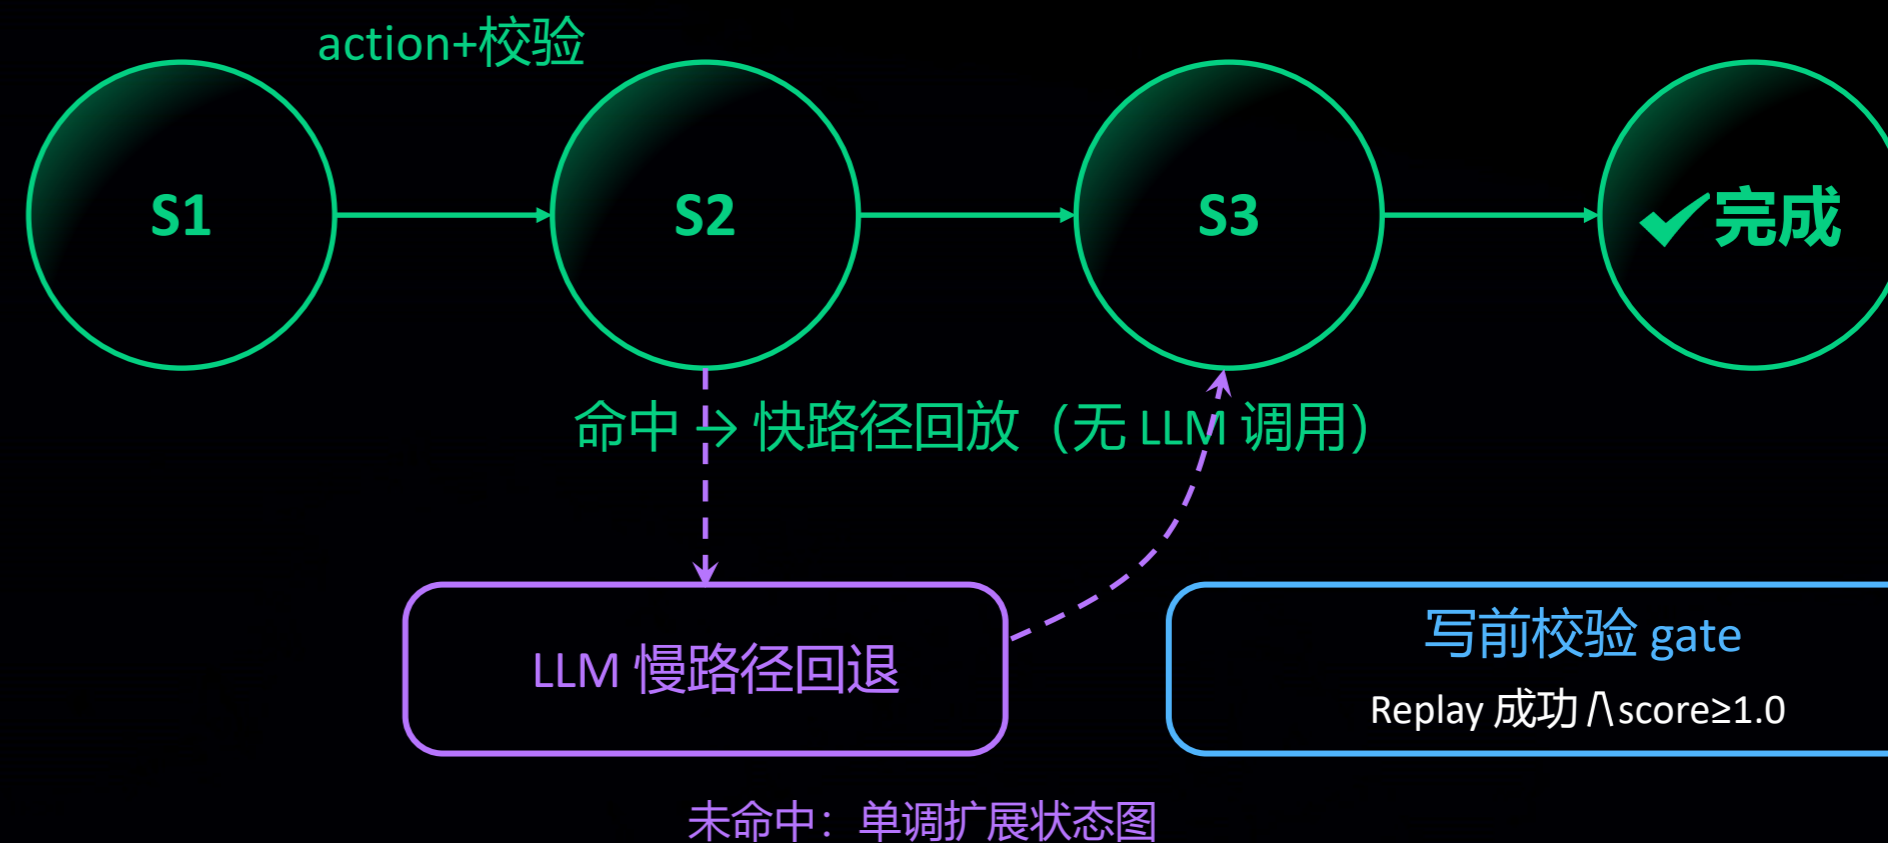 action+校验
S1
S2
S3
✔完成
命中 → 快路径回放（无 LLM 调用）
LLM 慢路径回退
写前校验 gate
Replay 成功 /\score≥1.0
未命中：单调扩展状态图